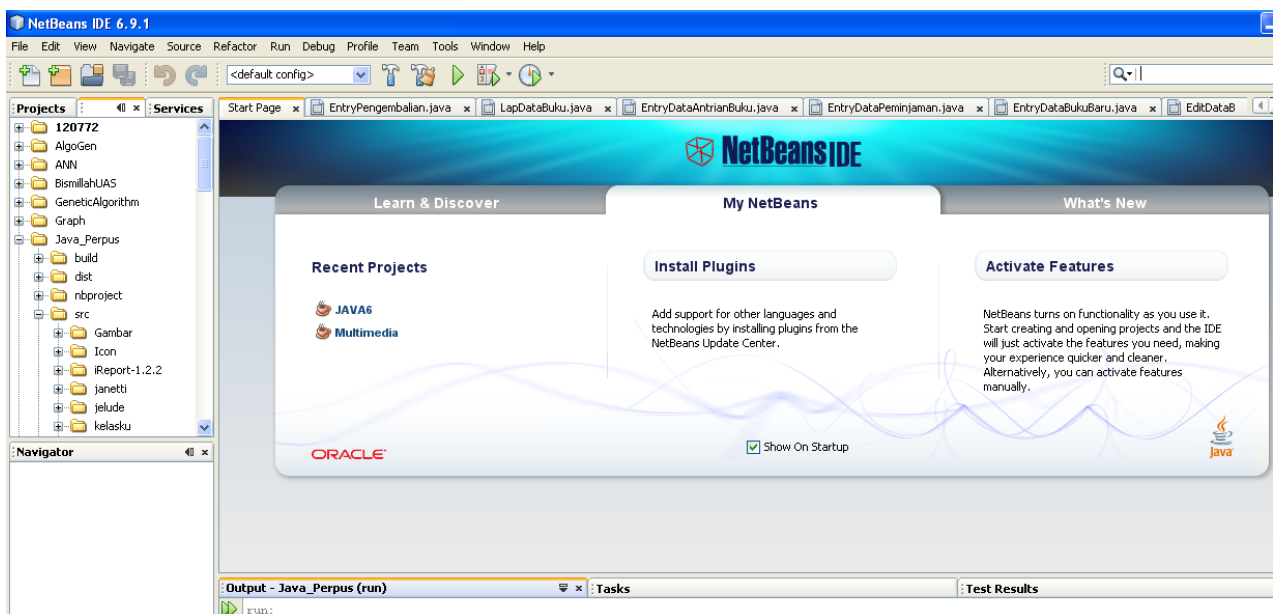 NetBeans IDE 6.9.1
File Edit View Navigate Source Refactor Run Debug Profile Team Tools Window Help
<default config>
Projects
Services
Start Page
EntryPengembalian.java
LapDataBuku.java
EntryDataAntrianBuku.java
EntryDataPeminjaman.java
EntryDataBukuBaru.java
EditDataB
120772
AlgoGen
ANN
BismillahUAS
GeneticAlgorithm
Graph
Java_Perpus
build
dist
nbproject
src
Gambar
Icon
iReport-1.2.2
janetti
jelude
kelasku
Navigator
NetBeans IDE
Learn & Discover
My NetBeans
What's New
Recent Projects
JAVA6
Multimedia
Install Plugins
Add support for other languages and
technologies by installing plugins from the
NetBeans Update Center.
Activate Features
NetBeans turns on functionality as you use it.
Start creating and opening projects and the IDE
will just activate the features you need, making
your experience quicker and cleaner.
Alternatively, you can activate features
manually.
ORACLE
Show On Startup
Java
Output - Java_Perpus (run)
Tasks
Test Results
run: